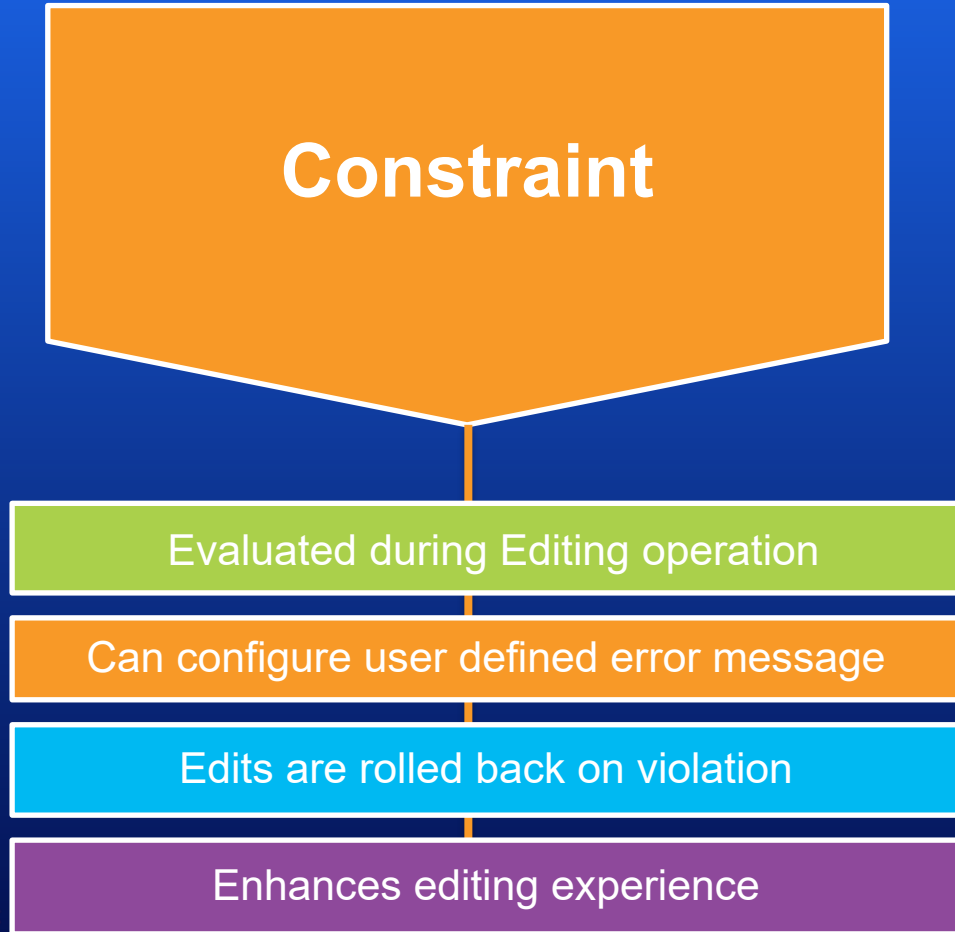 Constraint
Evaluated during Editing operation
Can configure user defined error message
Edits are rolled back on violation
Enhances editing experience